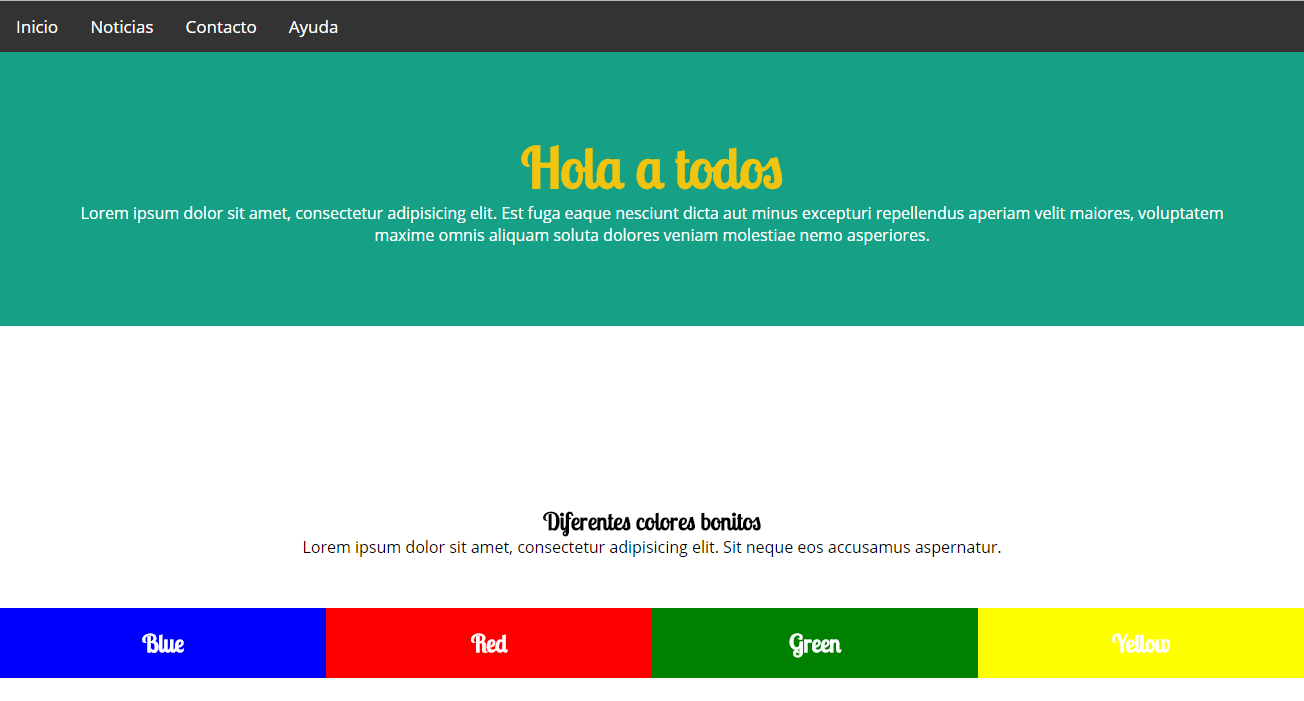 Inicio Noticias Contacto Ayuda
Hola a todos
Lorem ipsum dolor sit amet, consectetur adipisicing elit. Est fuga eaque nesciunt dicta aut minus excepturi repellendus aperiam velit maiores, voluptatem
maxime omnis aliquam soluta dolores veniam molestiae nemo asperiores.
Diferentes colores bonitos
Lorem ipsum dolor sit amet, consectetur adipisicing elit. Sit neque eos accusamus aspernatur.
Blue Red Green Yellow